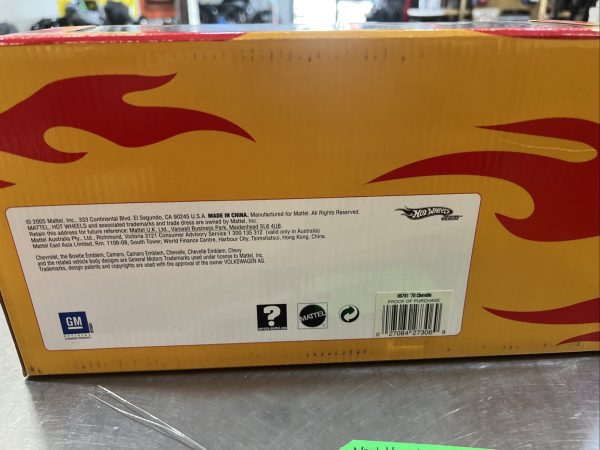 © 2005 Mattel, Inc., 333 Continental Blvd. El Segundo, CA 90245 U.S.A. MADE IN CHINA. Manufactured for Mattel. All Rights Reserved.
MATTEL, HOT WHEELS and associated trademarks and trade dress are owned by Mattel, Inc.
Retain this address for future reference: Mattel U.K. Ltd., Vanwall Business Park, Maidenhead SL6 4UB.
Mattel Australia Pty., Ltd., Richmond, Victoria 3121 Consumer Advisory Service 1 300 135 312 (valid only in Australia)
Mattel East Asia Limited, Rm. 1106-08, South Tower, World Finance Centre, Harbour City, Tsimshatsui, Hong Kong, China.
Chevrolet, the Bowtie Emblem, Camaro, Camaro Emblem, Chevelle, Chevelle Emblem, Chevy
and the related vehicle body designs are General Motors Trademarks used under license to Mattel, Inc.
Trademarks, design patents and copyrights are used with the approval of the owner VOLKSWAGEN AG.
HOT WHEELS
GM
?
MATTEL
'70 Chevelle
PROOF OF PURCHASE
0 27084 27306 9